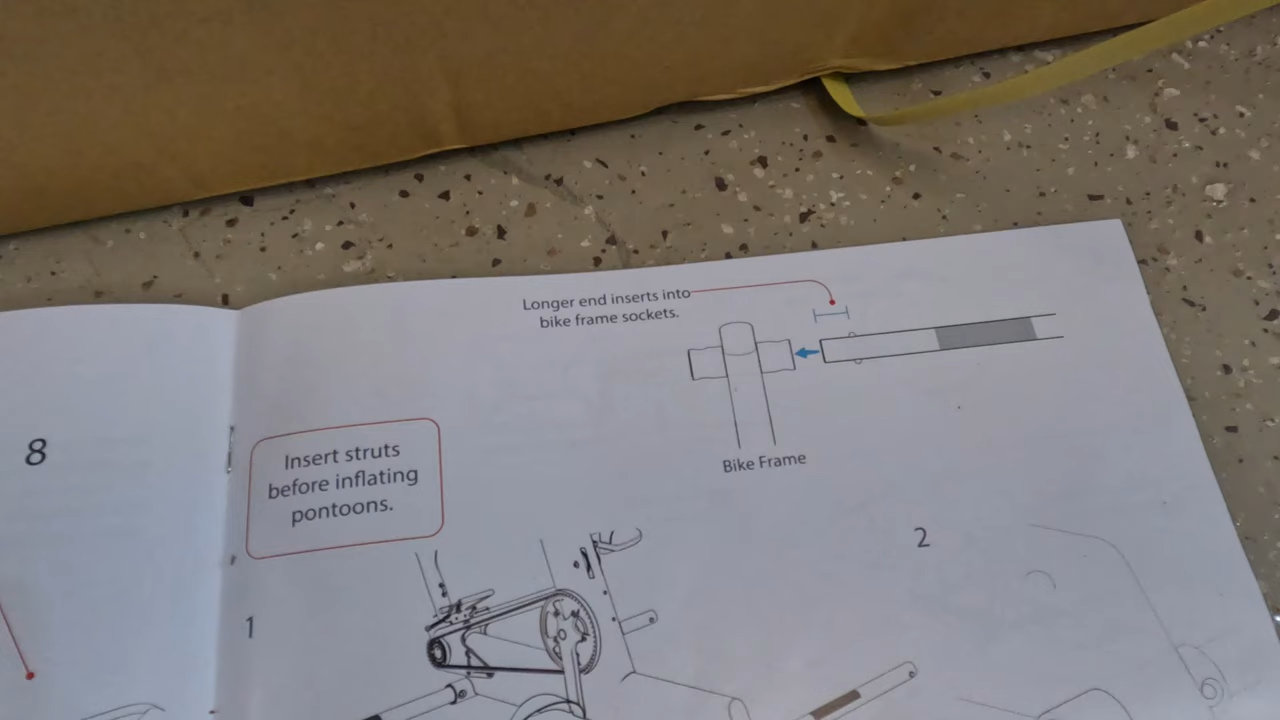 Longer end inserts into
bike frame sockets.
8
Insert struts
before inflating
pontoons.
Bike Frame
2
1